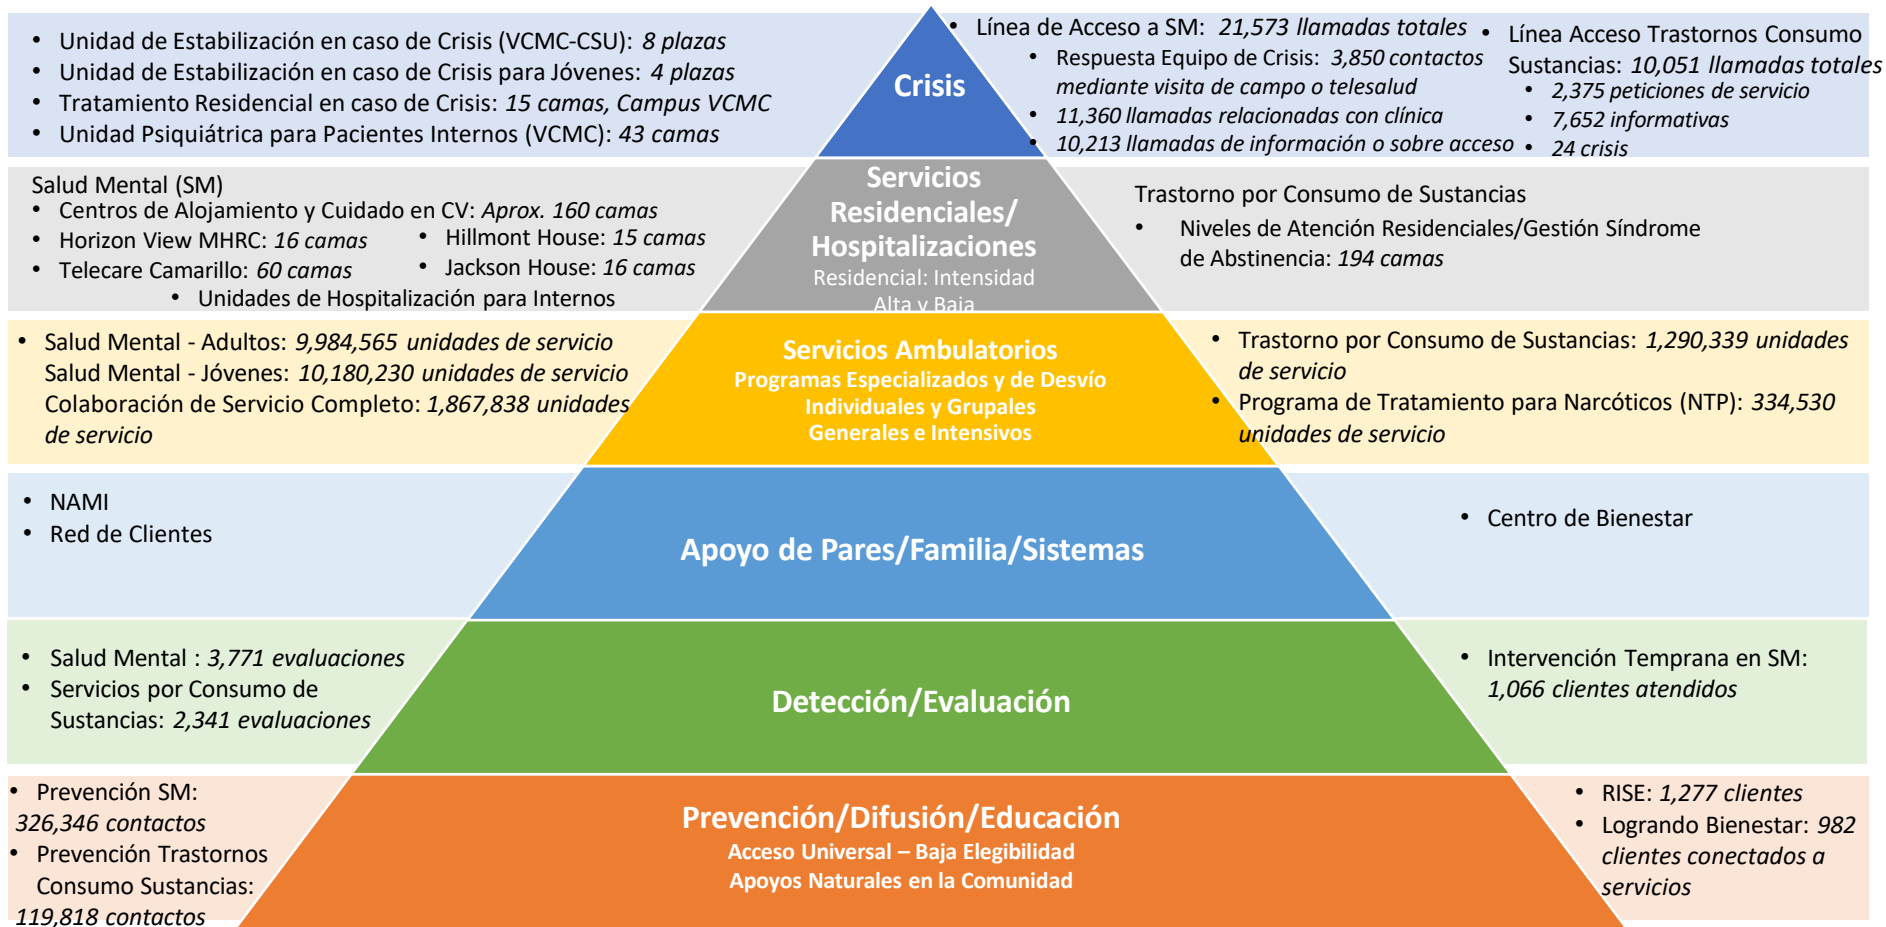 • Unidad de Estabilización en caso de Crisis (VCMC-CSU): 8 plazas
• Unidad de Estabilización en caso de Crisis para Jóvenes: 4 plazas
• Tratamiento Residencial en caso de Crisis: 15 camas, Campus VCMC
• Unidad Psiquiátrica para Pacientes Internos (VCMC): 43 camas
Crisis
• Línea de Acceso a SM: 21,573 llamadas totales
• Respuesta Equipo de Crisis: 3,850 contactos
mediante visita de campo o telesalud
• 11,360 llamadas relacionadas con clínica
• 10,213 llamadas de información o sobre acceso
• Línea Acceso Trastornos Consumo
Sustancias: 10,051 llamadas totales
• 2,375 peticiones de servicio
• 7,652 informativas
• 24 crisis
Salud Mental (SM)
• Centros de Alojamiento y Cuidado en CV: Aprox. 160 camas
• Horizon View MHRC: 16 camas
• Hillmont House: 15 camas
• Telecare Camarillo: 60 camas
• Jackson House: 16 camas
• Unidades de Hospitalización para Internos
Servicios
Residenciales/
Hospitalizaciones
Residencial: Intensidad
Alta y Baja
Trastorno por Consumo de Sustancias
• Niveles de Atención Residenciales/Gestión Síndrome
de Abstinencia: 194 camas
• Salud Mental - Adultos: 9,984,565 unidades de servicio
Salud Mental - Jóvenes: 10,180,230 unidades de servicio
Colaboración de Servicio Completo: 1,867,838 unidades
de servicio
Servicios Ambulatorios
Programas Especializados y de Desvío
Individuales y Grupales
Generales e Intensivos
• Trastorno por Consumo de Sustancias: 1,290,339 unidades
de servicio
• Programa de Tratamiento para Narcóticos (NTP): 334,530
unidades de servicio
• NAMI
• Red de Clientes
Apoyo de Pares/Familia/Sistemas
• Centro de Bienestar
• Salud Mental : 3,771 evaluaciones
• Servicios por Consumo de
Sustancias: 2,341 evaluaciones
Detección/Evaluación
• Intervención Temprana en SM:
1,066 clientes atendidos
• Prevención SM:
326,346 contactos
• Prevención Trastornos
Consumo Sustancias:
119,818 contactos
Prevención/Difusión/Educación
Acceso Universal – Baja Elegibilidad
Apoyos Naturales en la Comunidad
• RISE: 1,277 clientes
• Logrando Bienestar: 982
clientes conectados a
servicios